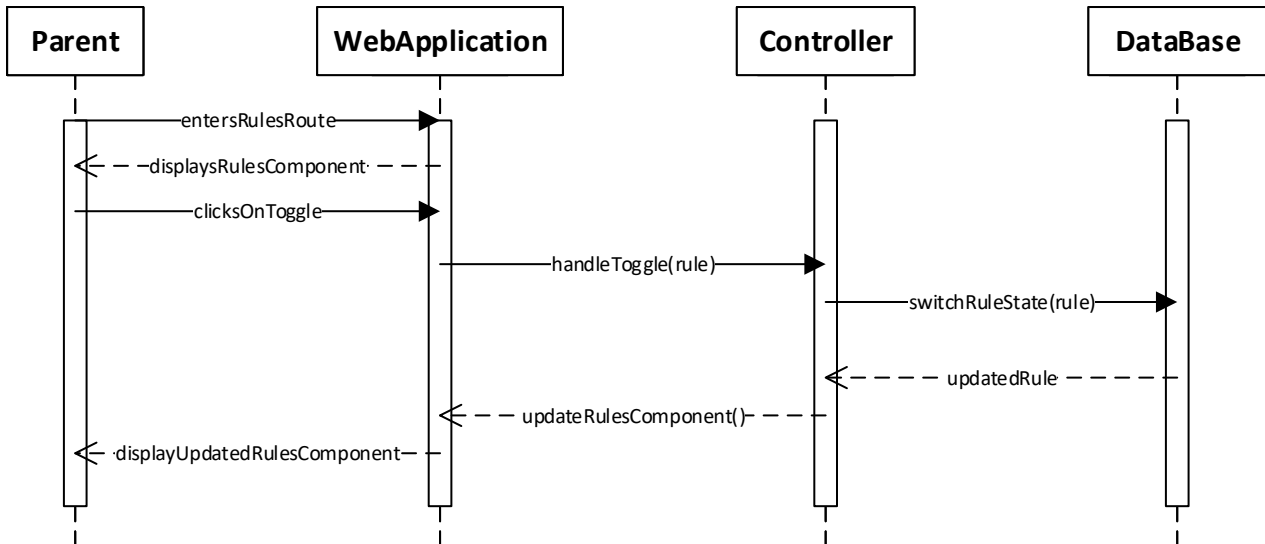 Parent
WebApplication
Controller
DataBase
entersRulesRoute
displaysRulesComponent
clicksOnToggle
handleToggle(rule)
switchRuleState(rule)
updatedRule
updateRulesComponent()
displayUpdatedRulesComponent